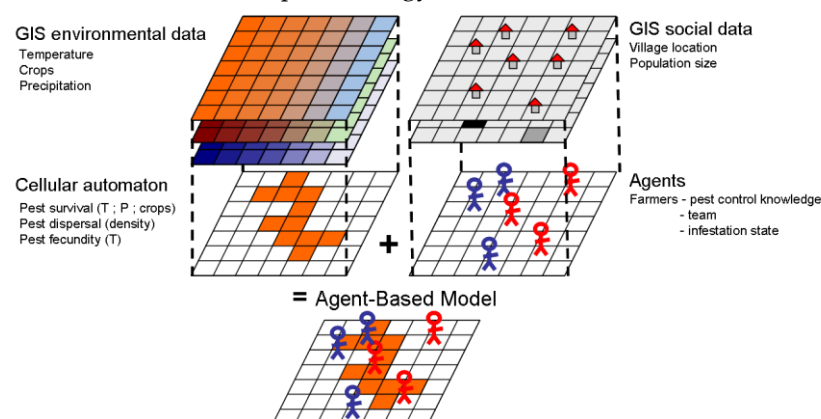 GIS environmental data
Temperature
Crops
Precipitation
GIS social data
Village location
Population size
Cellular automaton
Pest survival (T ; P ; crops)
Pest dispersal (density)
Pest fecundity (T)
+
Agents
Farmers - pest control knowledge
- team
- infestation state
= Agent-Based Model